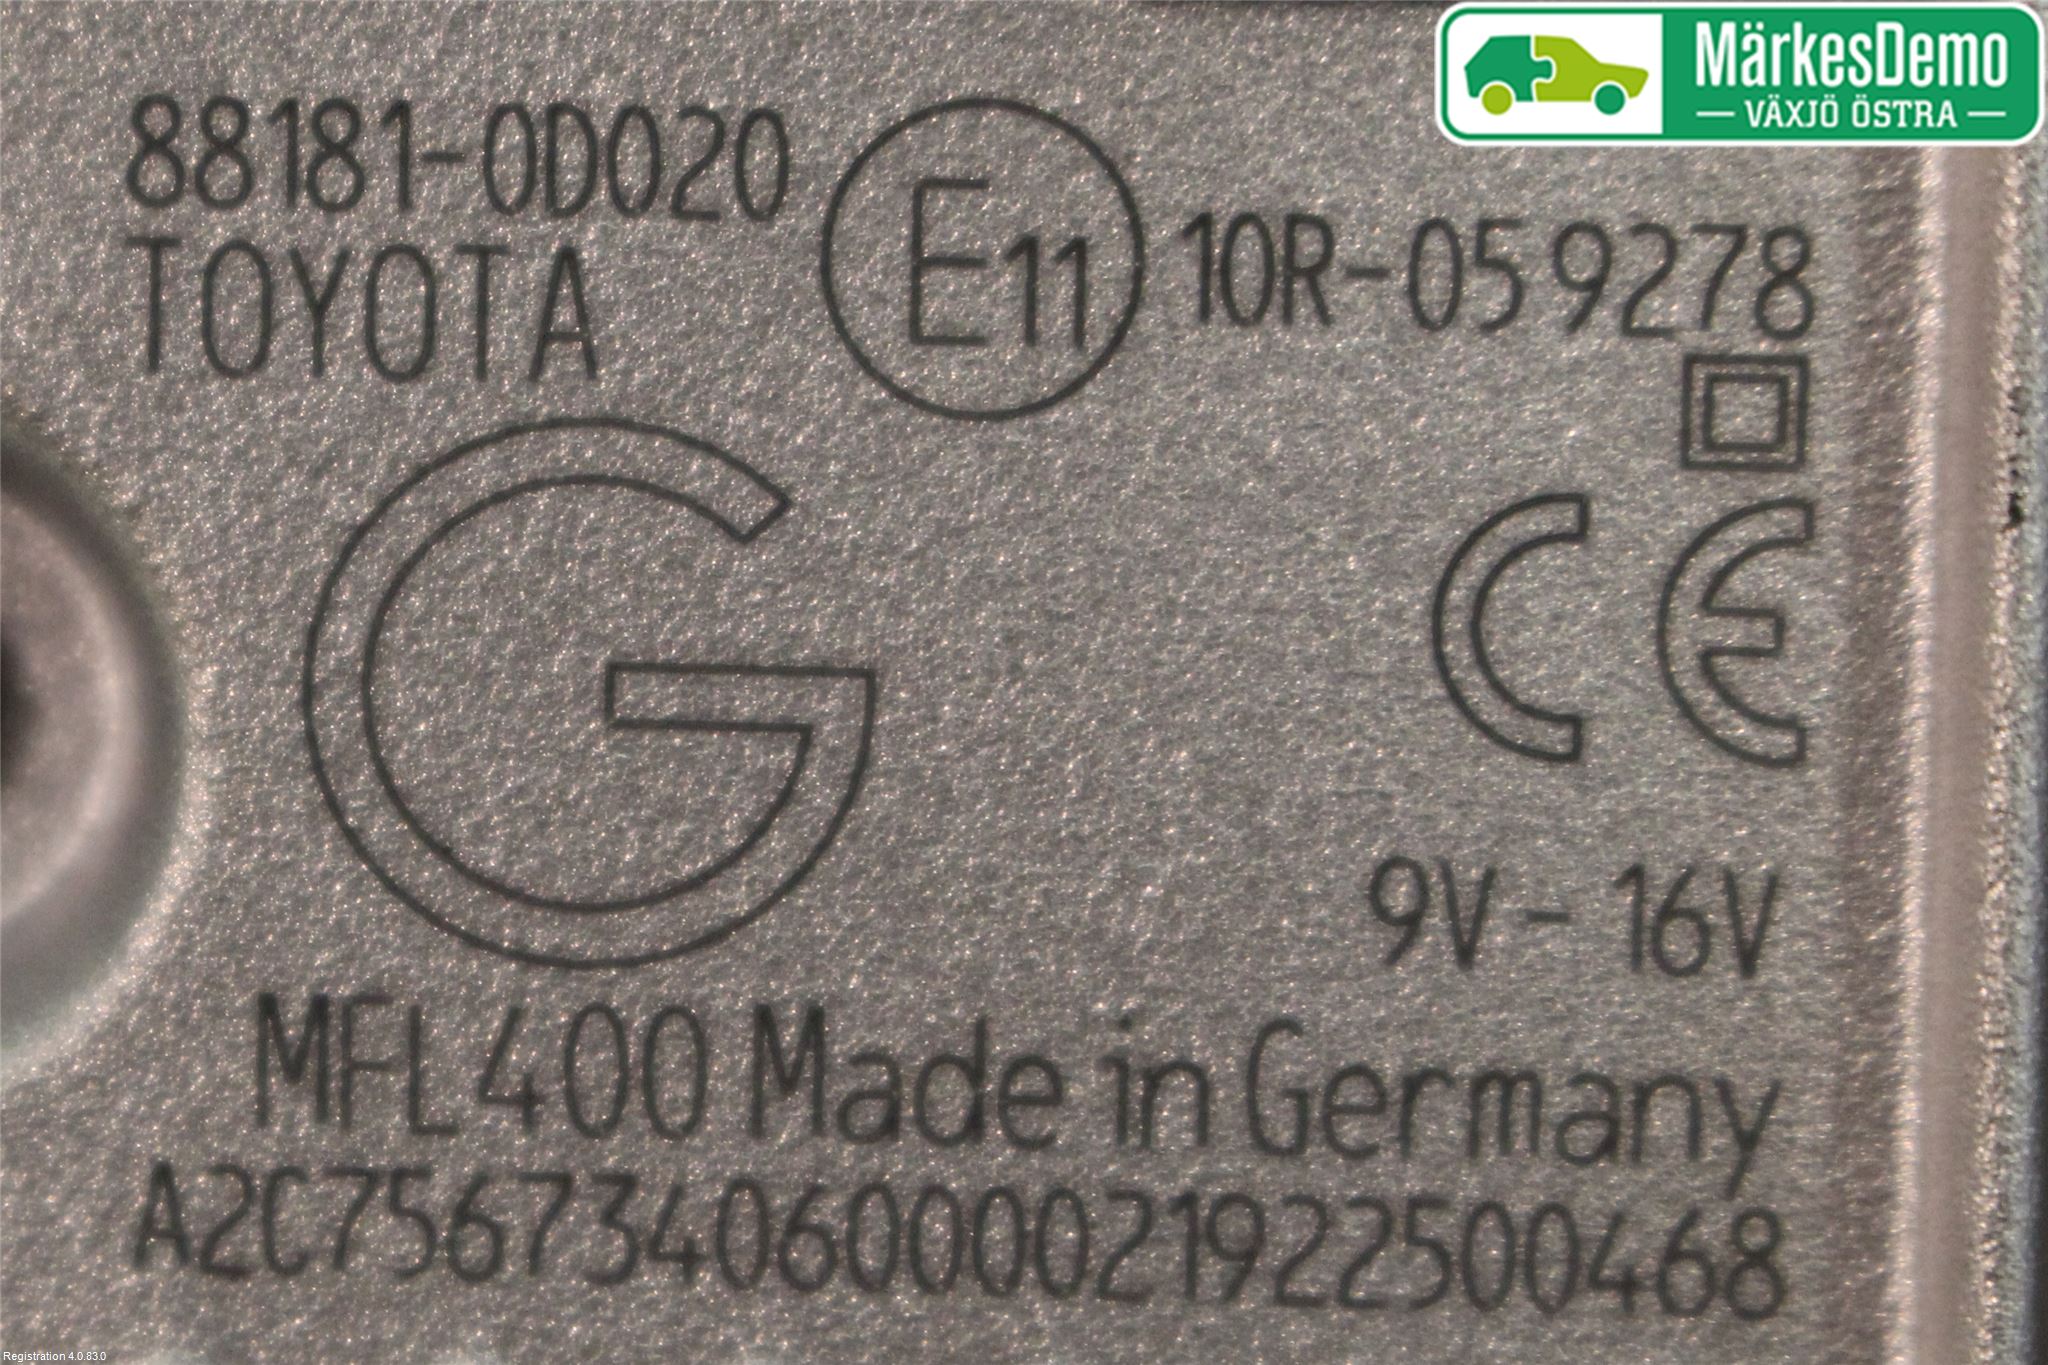 MärkesDemo
VÄXJÖ ÖSTRA
88181-0D020
TOYOTA
E11
10R-059278
G
CE
9V - 16V
MFL400 Made in Germany
A2C75673406000021922500468
Registration 4.0.83.0